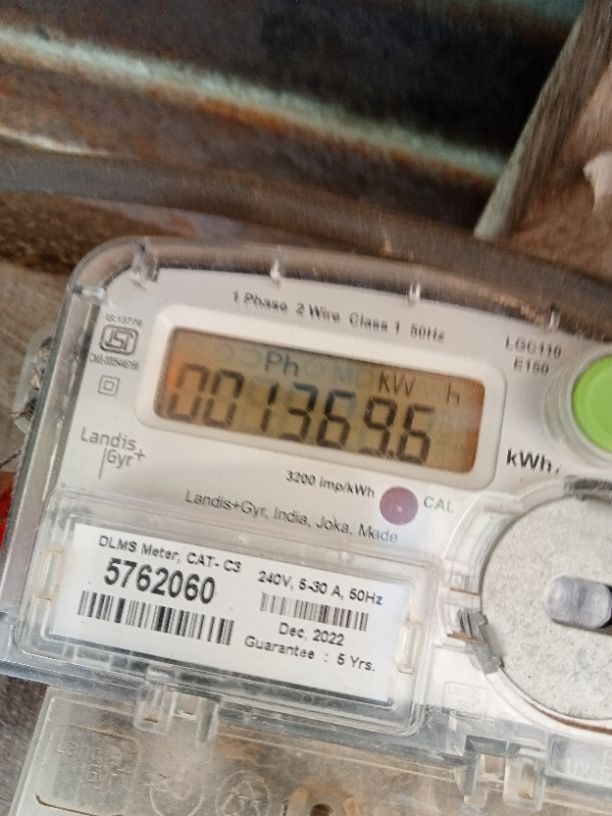 1 Phase 2 Wire Class 1 50Hz
IS:13779
LGC110
E150
Ph kW h
001369.6
Landis
Gyr+
kWh
3200 imp/kWh
CAL
Landis+Gyr, India, Joka, Made
DLMS Meter, CAT- C3
5762060
240V, 5-30 A, 50Hz
Dec, 2022
Guarantee : 5 Yrs.